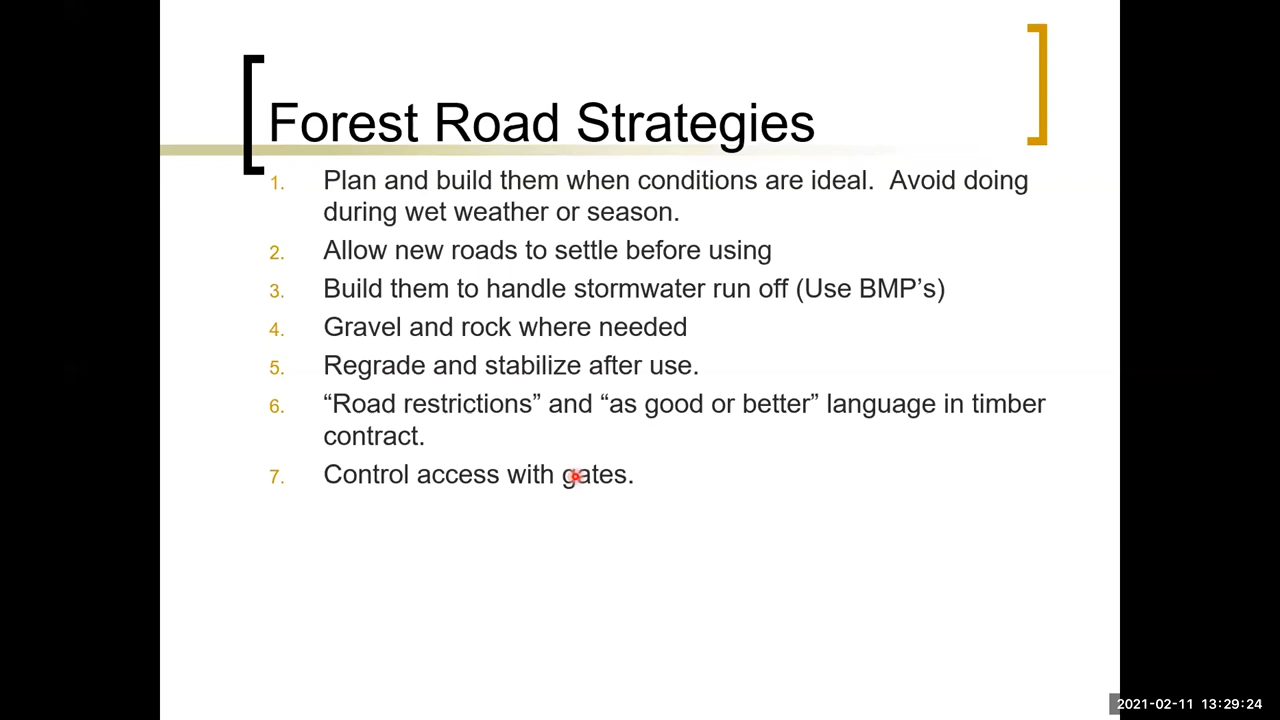 Forest Road Strategies
1. Plan and build them when conditions are ideal.  Avoid doing
during wet weather or season.
2. Allow new roads to settle before using
3. Build them to handle stormwater run off (Use BMP’s)
4. Gravel and rock where needed
5. Regrade and stabilize after use.
6. “Road restrictions” and “as good or better” language in timber
contract.
7. Control access with gates.
2021-02-11 13:29:24